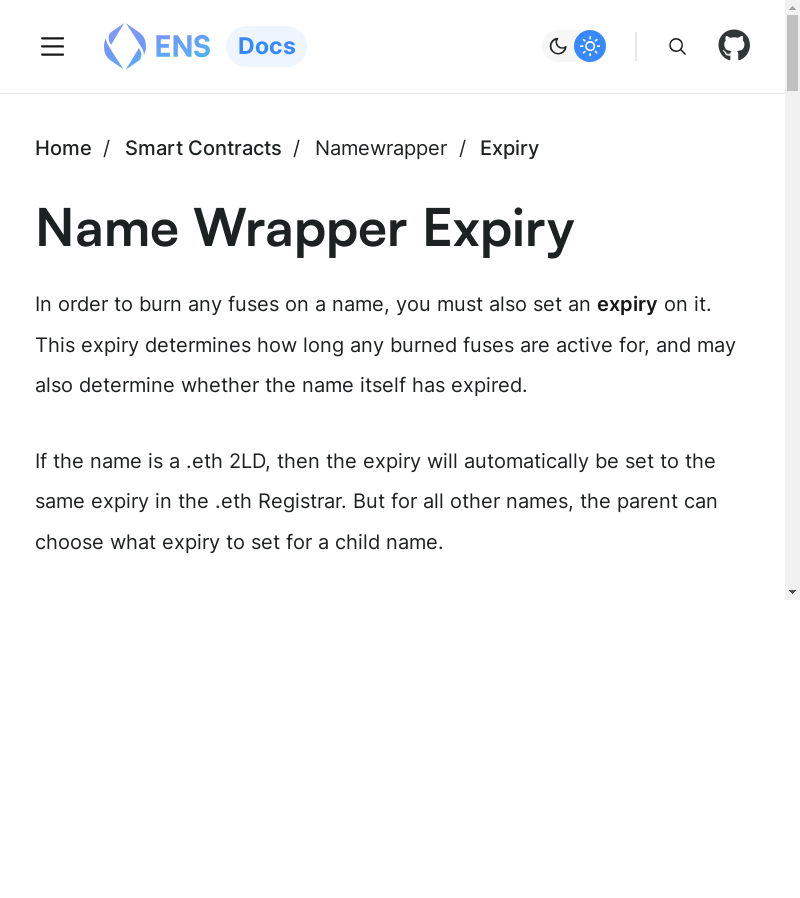 ENS Docs
Home / Smart Contracts / Namewrapper / Expiry
Name Wrapper Expiry
In order to burn any fuses on a name, you must also set an expiry on it.
This expiry determines how long any burned fuses are active for, and may
also determine whether the name itself has expired.
If the name is a .eth 2LD, then the expiry will automatically be set to the
same expiry in the .eth Registrar. But for all other names, the parent can
choose what expiry to set for a child name.